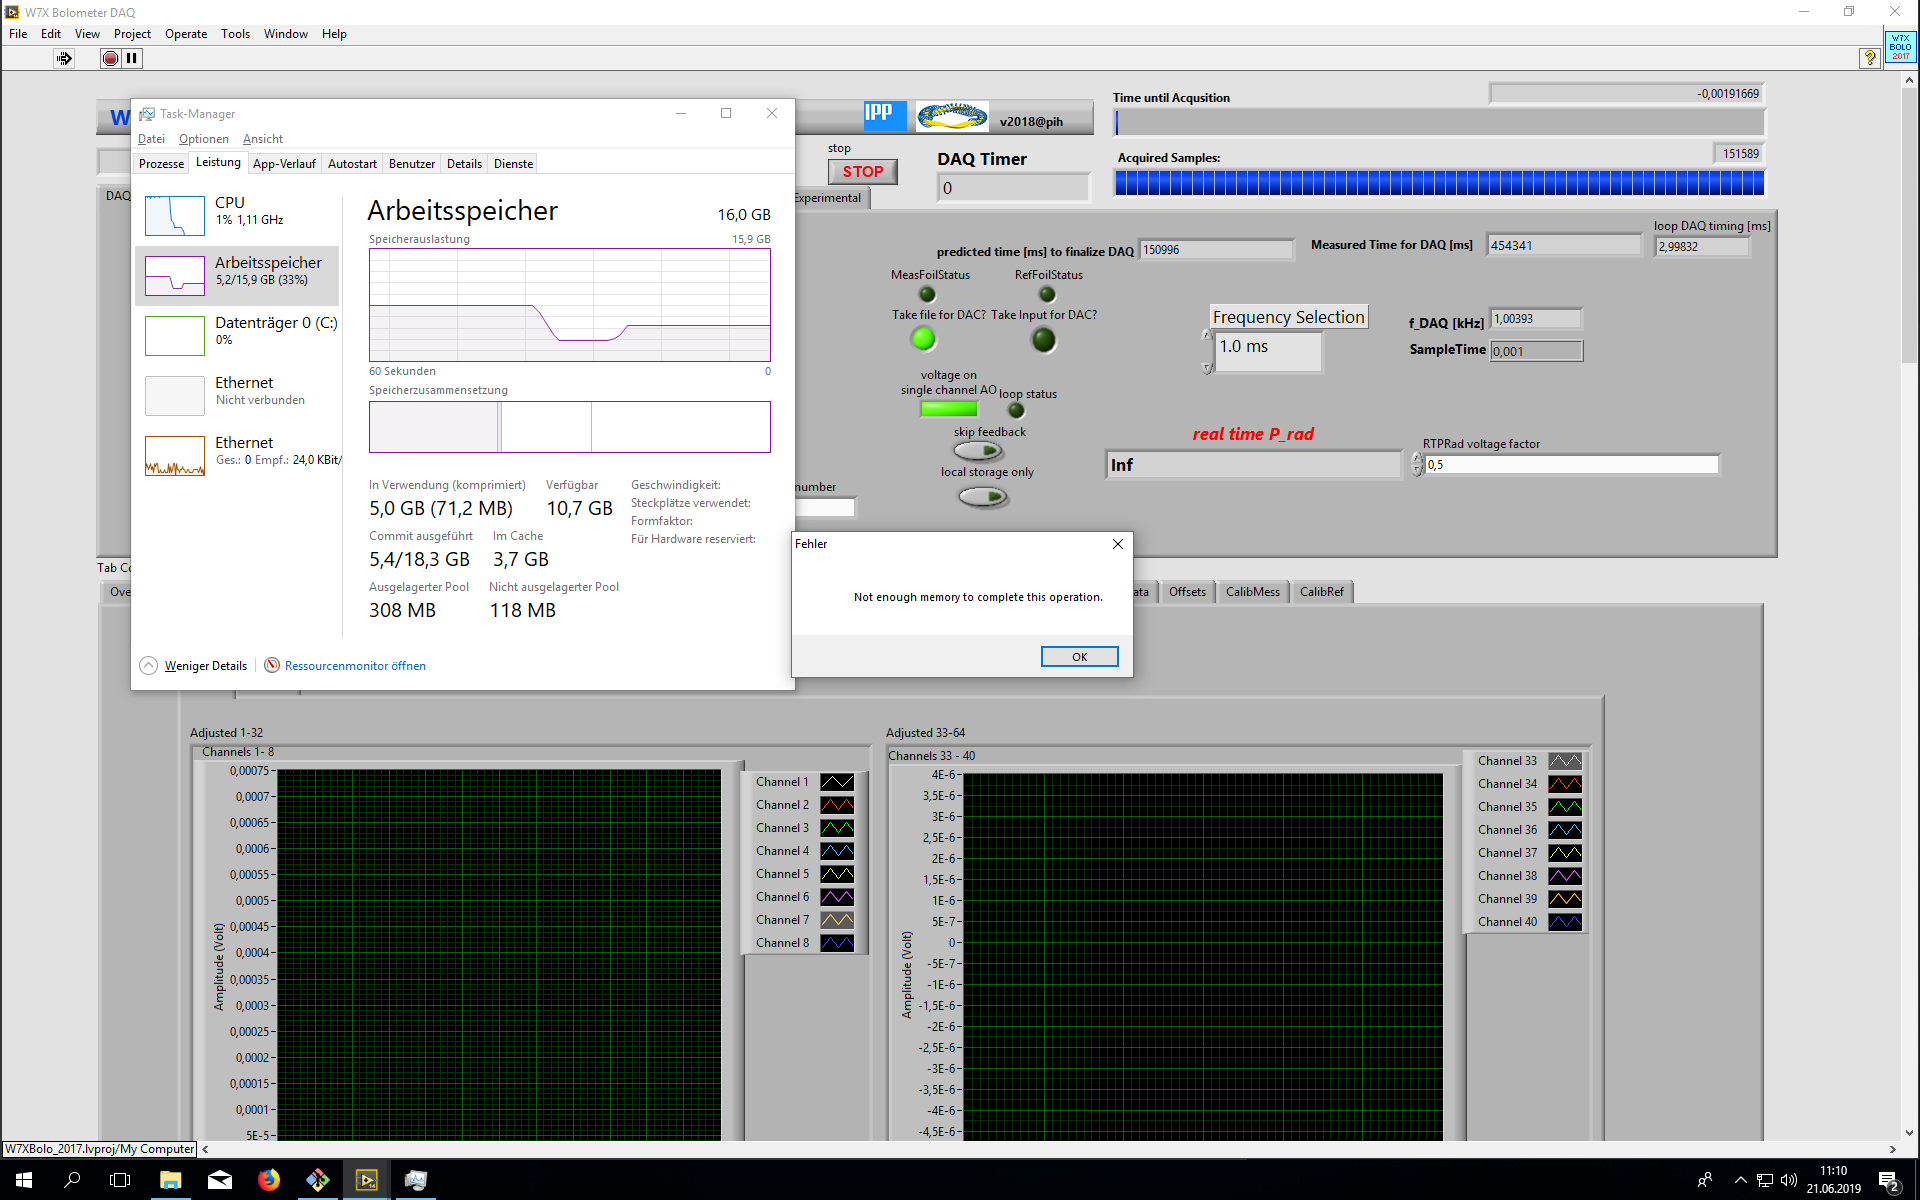 W7X Bolometer DAQ
File Edit View Project Operate Tools Window Help
W7X
BOLO
2017
Task-Manager
Datei Optionen Ansicht
Prozesse Leistung App-Verlauf Autostart Benutzer Details Dienste
CPU
1% 1,11 GHz
Arbeitsspeicher
5,2/15,9 GB (33%)
Datenträger 0 (C:)
0%
Ethernet
Nicht verbunden
Ethernet
Ges.: 0 Empf.: 24,0 KBit/
Arbeitsspeicher
16,0 GB
Speicherauslastung
15,9 GB
60 Sekunden
0
Speicherzusammensetzung
In Verwendung (komprimiert)
5,0 GB (71,2 MB)
Verfügbar
10,7 GB
Geschwindigkeit:
Steckplätze verwendet:
Formfaktor:
Für Hardware reserviert:
Commit ausgeführt
5,4/18,3 GB
Im Cache
3,7 GB
Ausgelagerter Pool
308 MB
Nicht ausgelagerter Pool
118 MB
Weniger Details
Ressourcenmonitor öffnen
W
DAQ
IPP
v2018@pih
stop
STOP
DAQ Timer
0
Time until Acqusition
-0,00191669
Acquired Samples:
151589
Experimental
predicted time [ms] to finalize DAQ
150996
Measured Time for DAQ [ms]
454341
loop DAQ timing [ms]
2,99832
MeasFoilStatus
RefFoilStatus
Take file for DAC?
Take Input for DAC?
Frequency Selection
1.0 ms
f_DAQ [kHz]
1,00393
SampleTime
0,001
voltage on
single channel AO
loop status
skip feedback
local storage only
real time P_rad
Inf
RTPRad voltage factor
0,5
number
Fehler
Not enough memory to complete this operation.
OK
Tab Co
Ove
ata
Offsets
CalibMess
CalibRef
Adjusted 1-32
Channels 1- 8
0,00075
0,0007
0,00065
0,0006
0,00055
0,0005
0,00045
0,0004
0,00035
0,0003
0,00025
0,0002
0,00015
0,0001
5E-5
Amplitude (Volt)
Channel 1
Channel 2
Channel 3
Channel 4
Channel 5
Channel 6
Channel 7
Channel 8
Adjusted 33-64
Channels 33 - 40
4E-6
3,5E-6
3E-6
2,5E-6
2E-6
1,5E-6
1E-6
5E-7
0
-5E-7
-1E-6
-1,5E-6
-2E-6
-2,5E-6
-3E-6
-3,5E-6
-4E-6
-4,5E-6
Amplitude (Volt)
Channel 33
Channel 34
Channel 35
Channel 36
Channel 37
Channel 38
Channel 39
Channel 40
W7XBolo_2017.lvproj/My Computer
11:10
21.06.2019
2